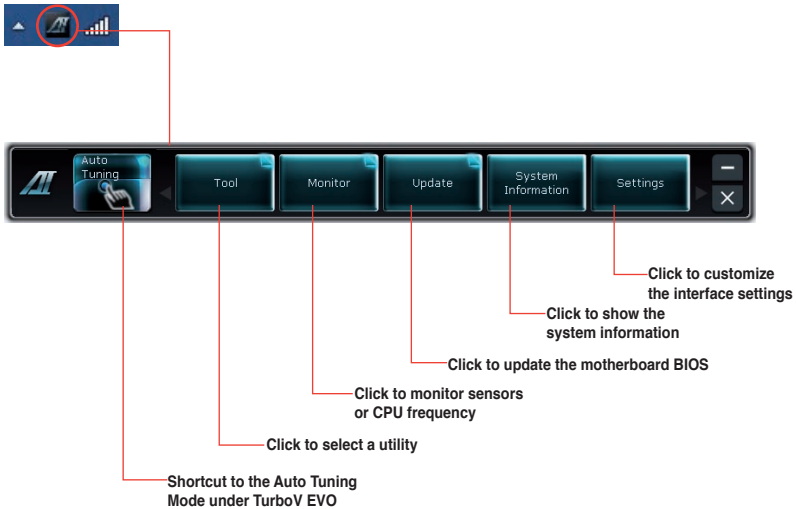 Auto
Tuning
Tool
Monitor
Update
System
Information
Settings
Click to customize
the interface settings
Click to show the
system information
Click to update the motherboard BIOS
Click to monitor sensors
or CPU frequency
Click to select a utility
Shortcut to the Auto Tuning
Mode under TurboV EVO